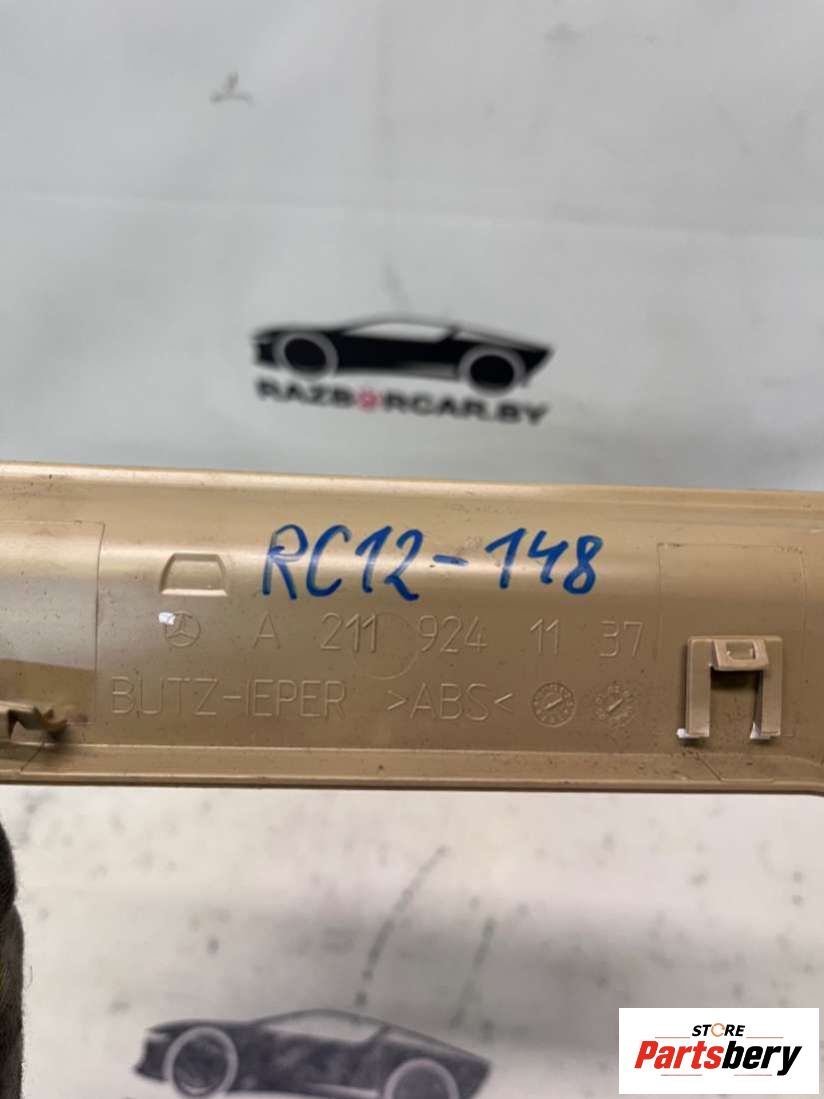 RAZBORCAR.BY
RC12-148
A 211 924 11 37
BUTZ-IEPER >ABS<
STORE
Partsbery